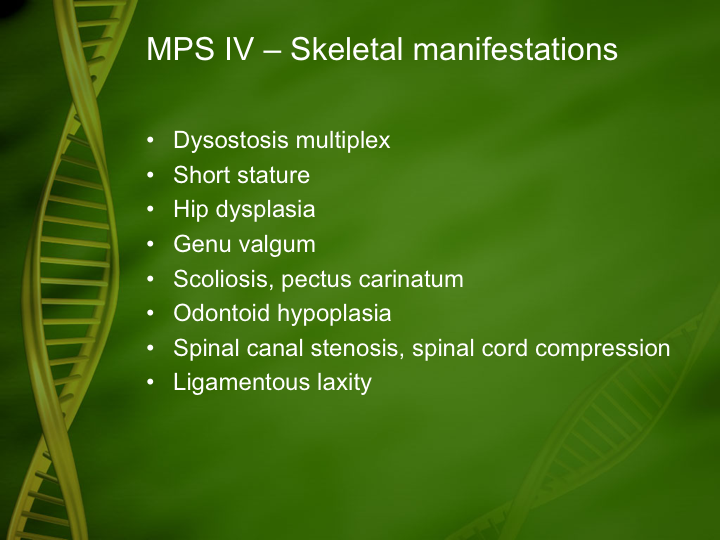 MPS IV – Skeletal manifestations
• Dysostosis multiplex
• Short stature
• Hip dysplasia
• Genu valgum
• Scoliosis, pectus carinatum
• Odontoid hypoplasia
• Spinal canal stenosis, spinal cord compression
• Ligamentous laxity